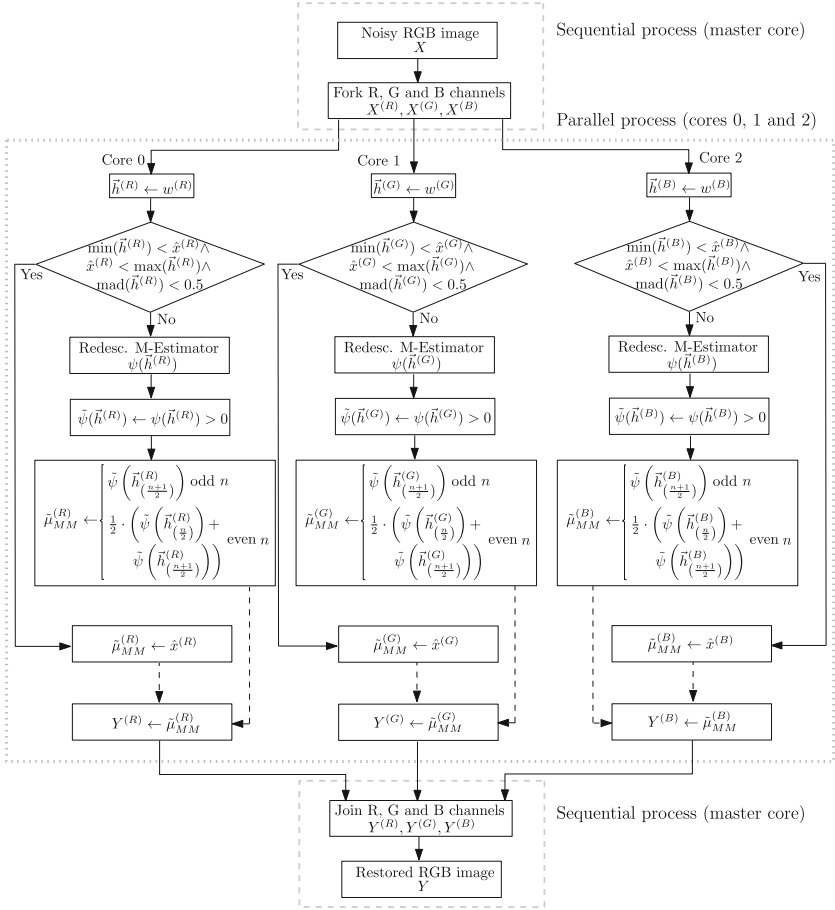 Noisy RGB image
X
Sequential process (master core)
Fork R, G and B channels
X^(R), X^(G), X^(B)
Parallel process (cores 0, 1 and 2)
Core 0
h⃗^(R) ← w^(R)
min(h⃗^(R)) < x̂^(R) ∧
x̂^(R) < max(h⃗^(R)) ∧
mad(h⃗^(R)) < 0.5
Yes
No
Redesc. M-Estimator
ψ(h⃗^(R))
ψ̃(h⃗^(R)) ← ψ(h⃗^(R)) > 0
μ̃_MM^(R) ← { ψ̃(h⃗^(R)_((n+1)/2)) odd n
1/2 · (ψ̃(h⃗^(R)_(n/2)) +
ψ̃(h⃗^(R)_((n+1)/2))) even n
μ̃_MM^(R) ← x̂^(R)
Y^(R) ← μ̃_MM^(R)
Core 1
h⃗^(G) ← w^(G)
min(h⃗^(G)) < x̂^(G) ∧
x̂^(G) < max(h⃗^(G)) ∧
mad(h⃗^(G)) < 0.5
Yes
No
Redesc. M-Estimator
ψ(h⃗^(G))
ψ̃(h⃗^(G)) ← ψ(h⃗^(G)) > 0
μ̃_MM^(G) ← { ψ̃(h⃗^(G)_((n+1)/2)) odd n
1/2 · (ψ̃(h⃗^(G)_(n/2)) +
ψ̃(h⃗^(G)_((n+1)/2))) even n
μ̃_MM^(G) ← x̂^(G)
Y^(G) ← μ̃_MM^(G)
Core 2
h⃗^(B) ← w^(B)
min(h⃗^(B)) < x̂^(B) ∧
x̂^(B) < max(h⃗^(B)) ∧
mad(h⃗^(B)) < 0.5
Yes
No
Redesc. M-Estimator
ψ(h⃗^(B))
ψ̃(h⃗^(B)) ← ψ(h⃗^(B)) > 0
μ̃_MM^(B) ← { ψ̃(h⃗^(B)_((n+1)/2)) odd n
1/2 · (ψ̃(h⃗^(B)_(n/2)) +
ψ̃(h⃗^(B)_((n+1)/2))) even n
μ̃_MM^(B) ← x̂^(B)
Y^(B) ← μ̃_MM^(B)
Join R, G and B channels
Y^(R), Y^(G), Y^(B)
Sequential process (master core)
Restored RGB image
Y